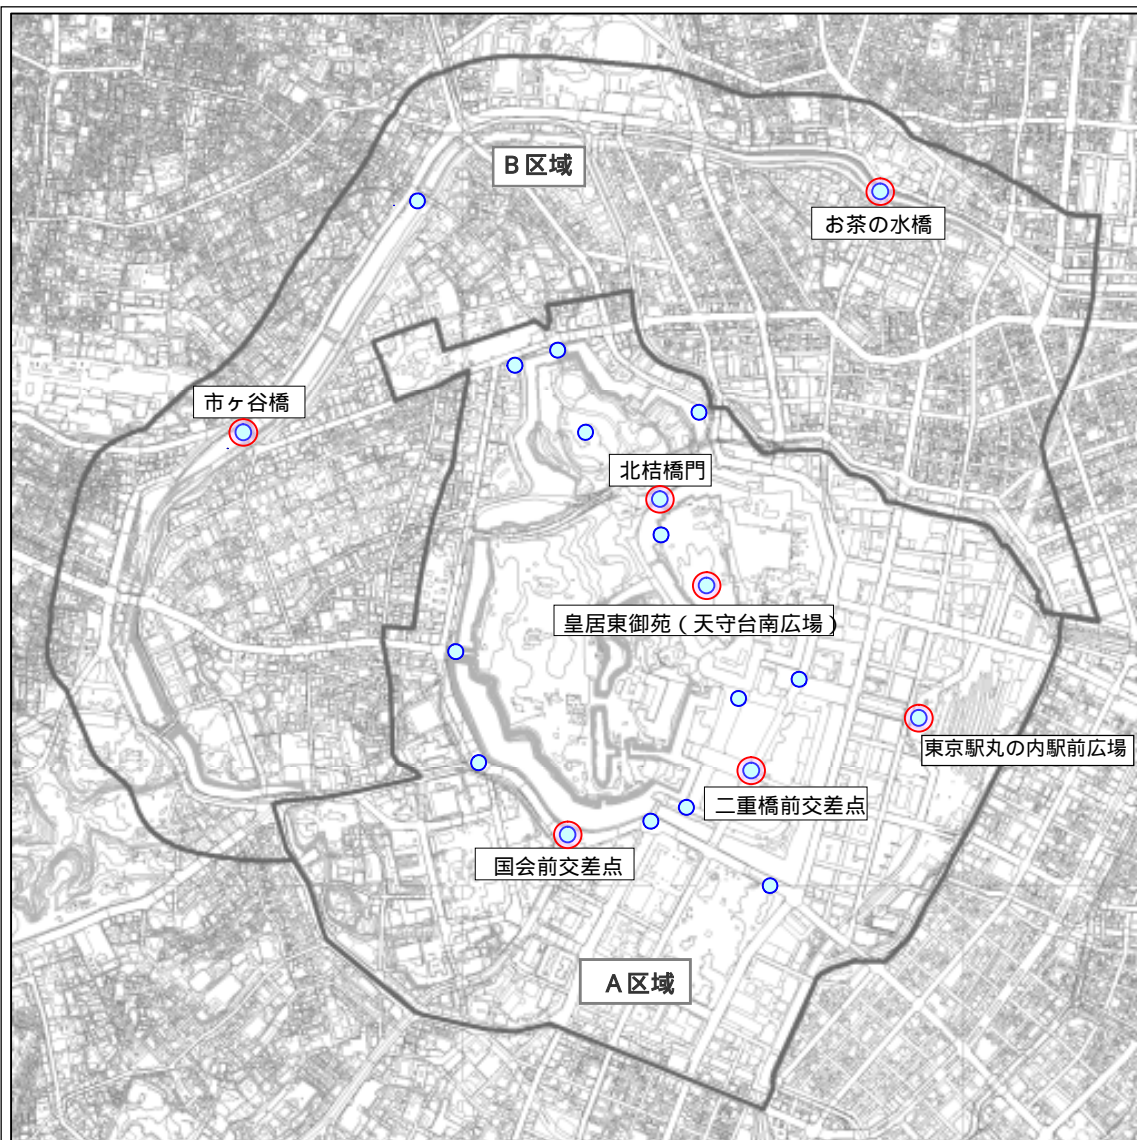 B区域
お茶の水橋
市ヶ谷橋
北桔橋門
皇居東御苑（天守台南広場）
東京駅丸の内駅前広場
二重橋前交差点
国会前交差点
A区域